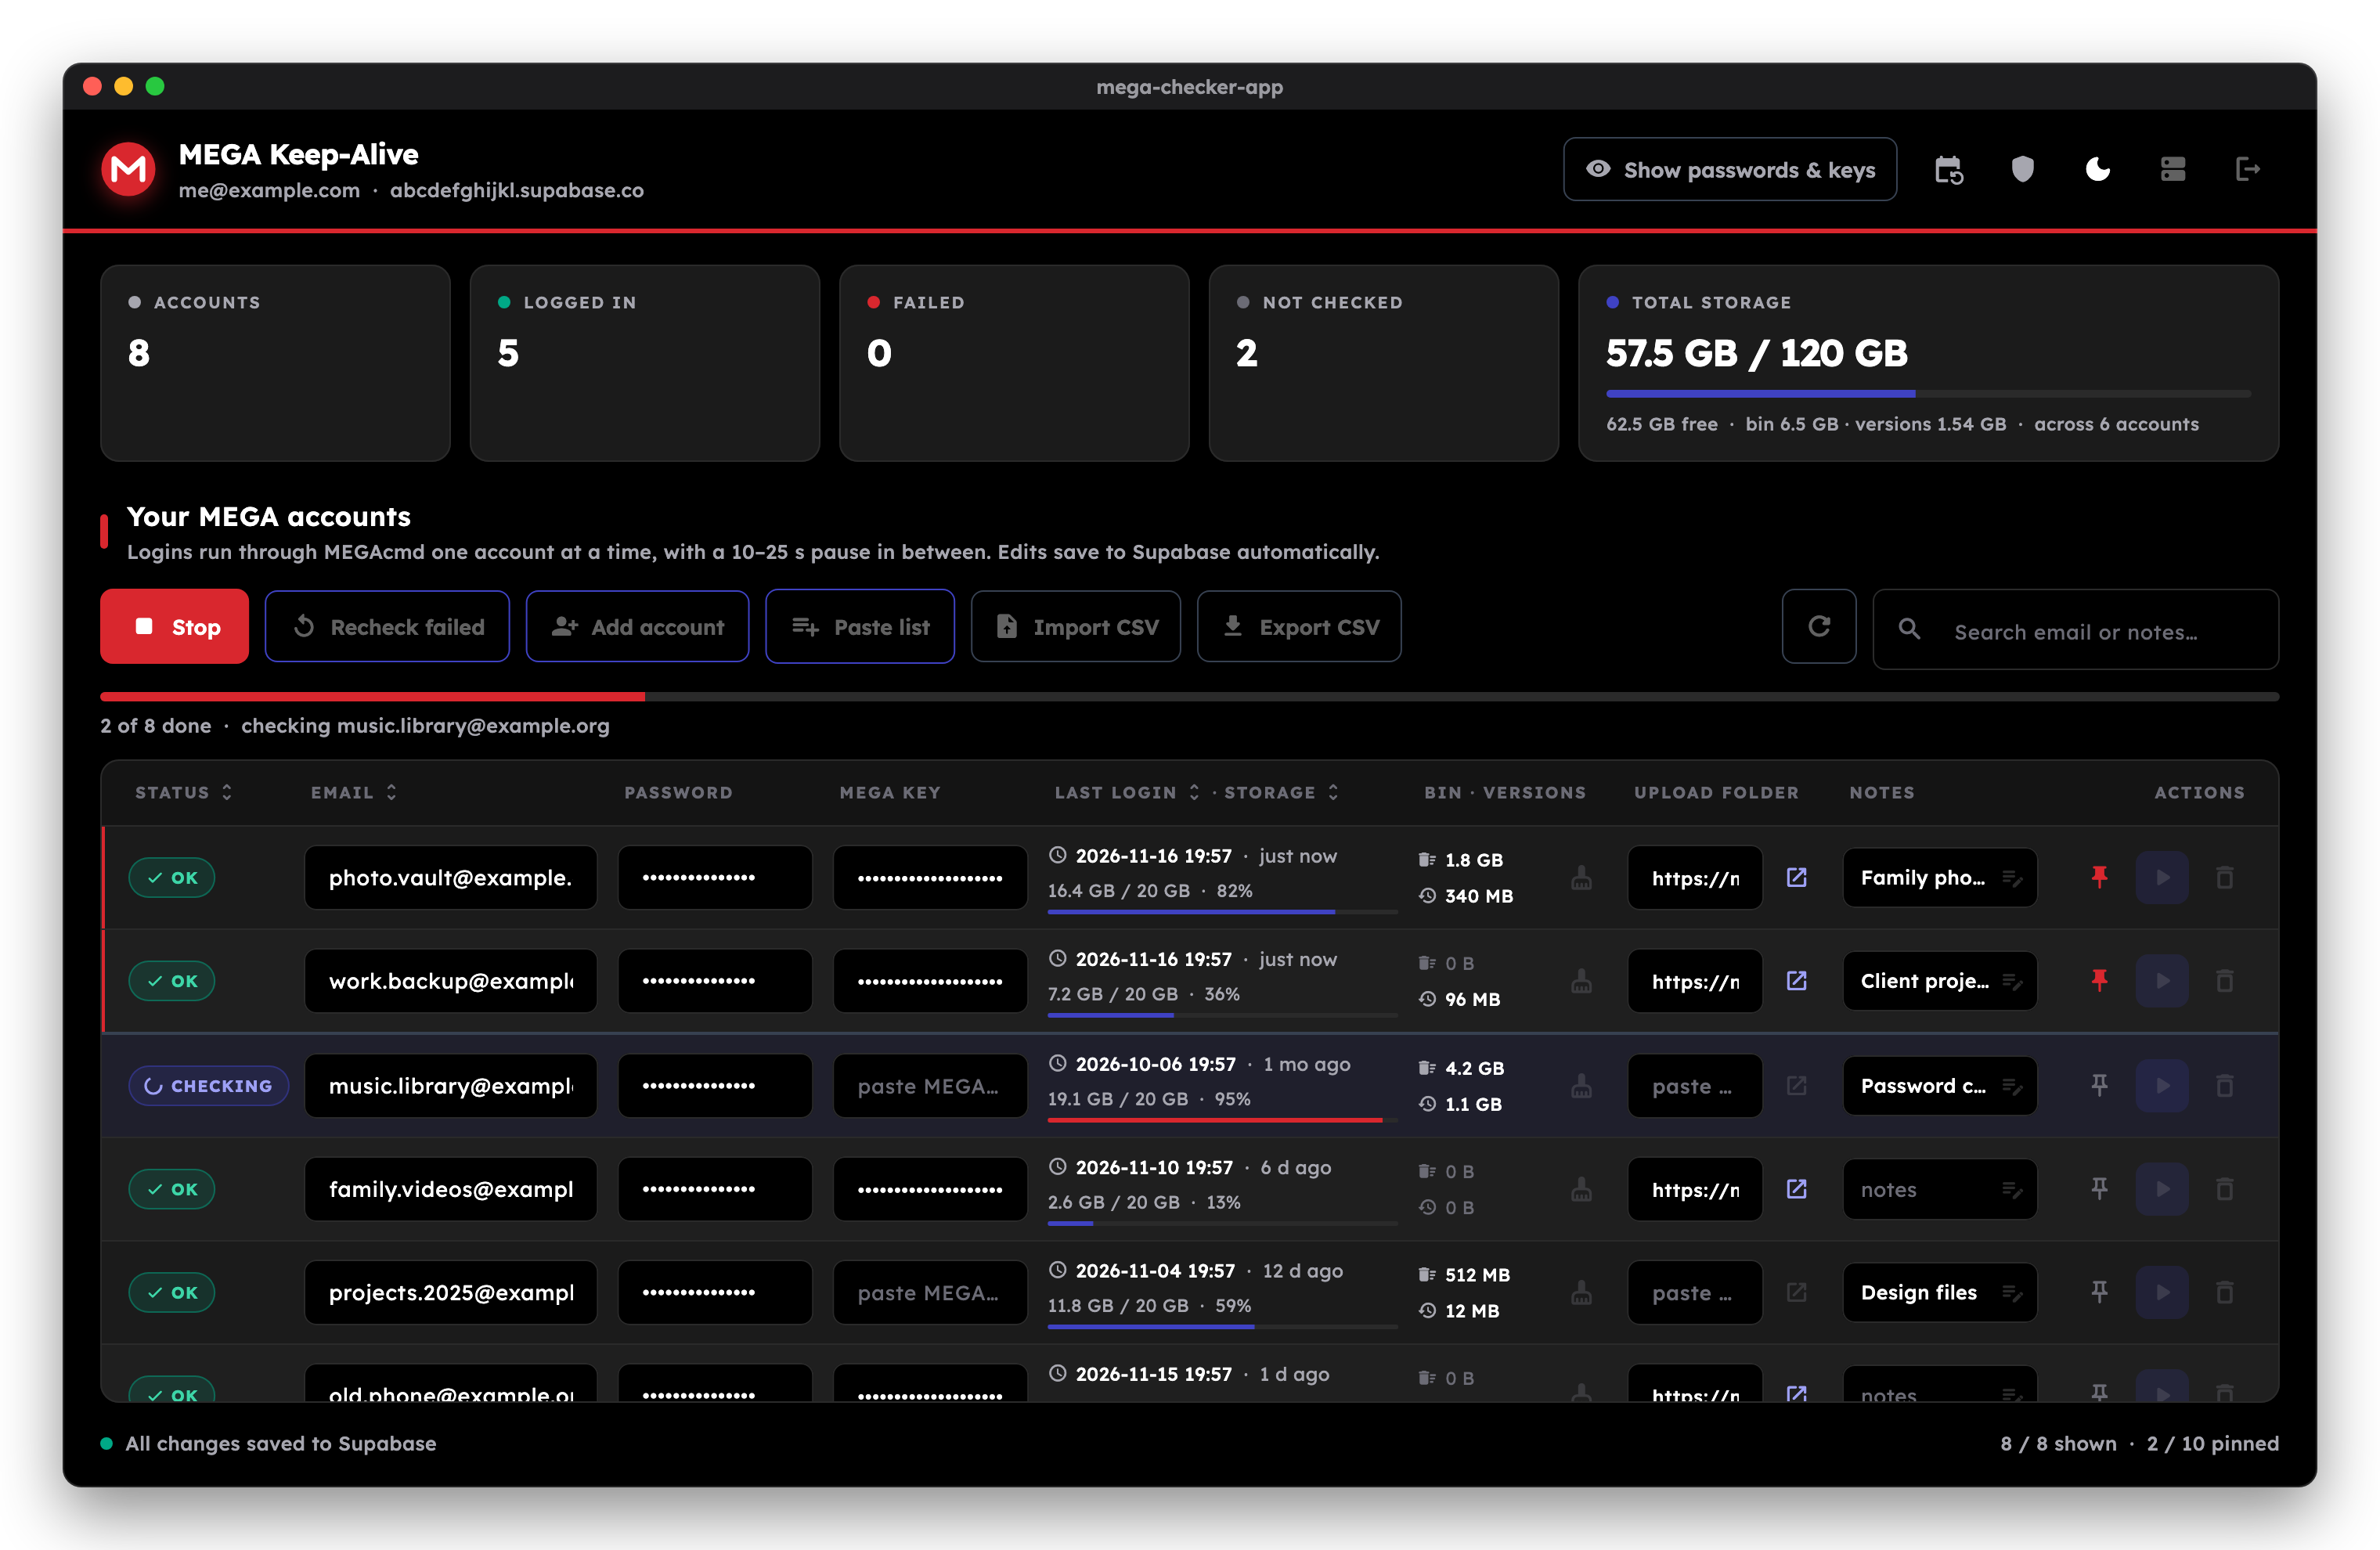 mega-checker-app
MEGA Keep-Alive
me@example.com · abcdefghijkl.supabase.co
Show passwords & keys
ACCOUNTS
8
LOGGED IN
5
FAILED
0
NOT CHECKED
2
TOTAL STORAGE
57.5 GB / 120 GB
62.5 GB free · bin 6.5 GB · versions 1.54 GB · across 6 accounts
Your MEGA accounts
Logins run through MEGAcmd one account at a time, with a 10–25 s pause in between. Edits save to Supabase automatically.
Stop
Recheck failed
Add account
Paste list
Import CSV
Export CSV
Search email or notes...
2 of 8 done · checking music.library@example.org
STATUS EMAIL PASSWORD MEGA KEY LAST LOGIN · STORAGE BIN · VERSIONS UPLOAD FOLDER NOTES ACTIONS
OK
photo.vault@example.
••••••••••••••
••••••••••••••••••••
2026-11-16 19:57 · just now
16.4 GB / 20 GB · 82%
1.8 GB
340 MB
https://n
Family pho...
OK
work.backup@example
••••••••••••••
••••••••••••••••••••
2026-11-16 19:57 · just now
7.2 GB / 20 GB · 36%
0 B
96 MB
https://n
Client proje...
CHECKING
music.library@example
••••••••••••••
paste MEGA...
2026-10-06 19:57 · 1 mo ago
19.1 GB / 20 GB · 95%
4.2 GB
1.1 GB
paste ...
Password c...
OK
family.videos@exampl
••••••••••••••
••••••••••••••••••••
2026-11-10 19:57 · 6 d ago
2.6 GB / 20 GB · 13%
0 B
0 B
https://n
notes
OK
projects.2025@exampl
••••••••••••••
paste MEGA...
2026-11-04 19:57 · 12 d ago
11.8 GB / 20 GB · 59%
512 MB
12 MB
paste ...
Design files
OK
old.phone@example.or
••••••••••••••
••••••••••••••••••••
2026-11-15 19:57 · 1 d ago
0 B
https://n
notes
All changes saved to Supabase
8 / 8 shown · 2 / 10 pinned